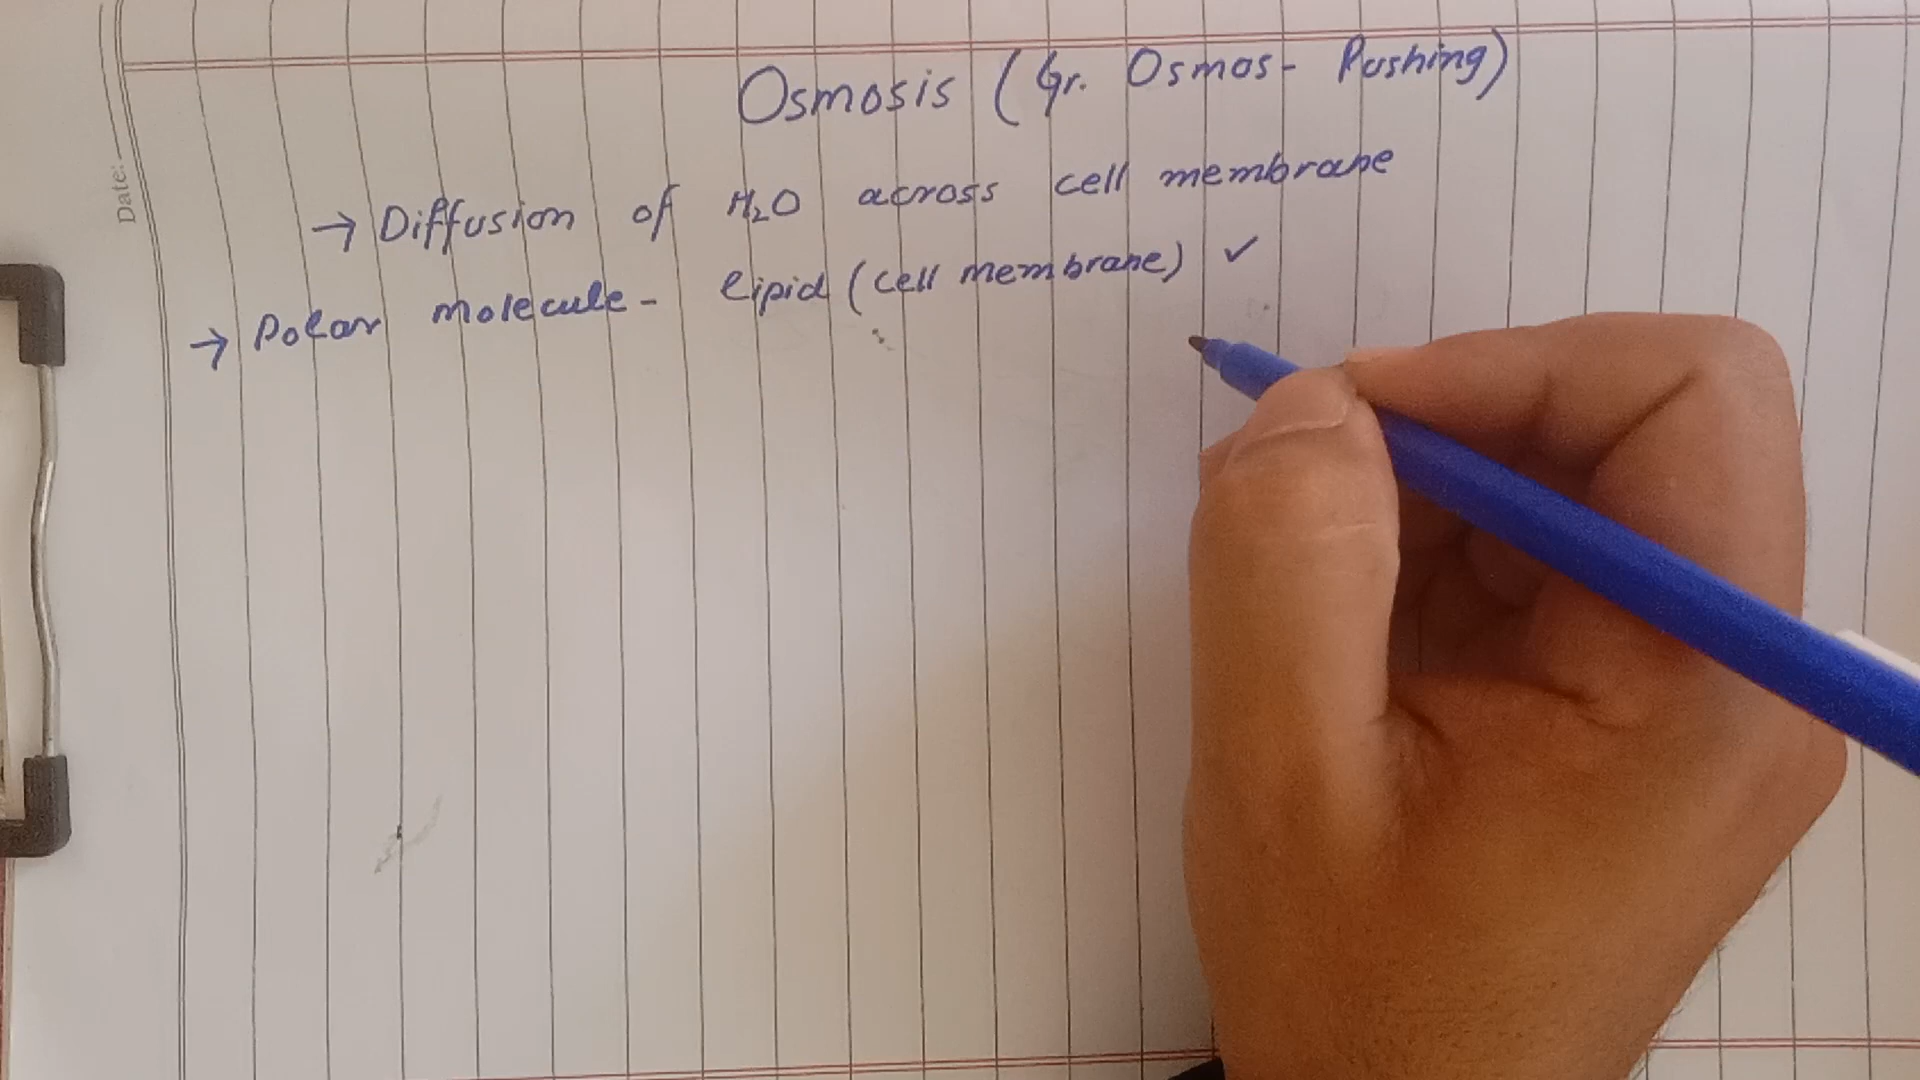 Osmosis (Gr. Osmos- Pushing)
→ Diffusion of H₂O across cell membrane
→ Polar molecule - lipid (cell membrane) ✓
Date: